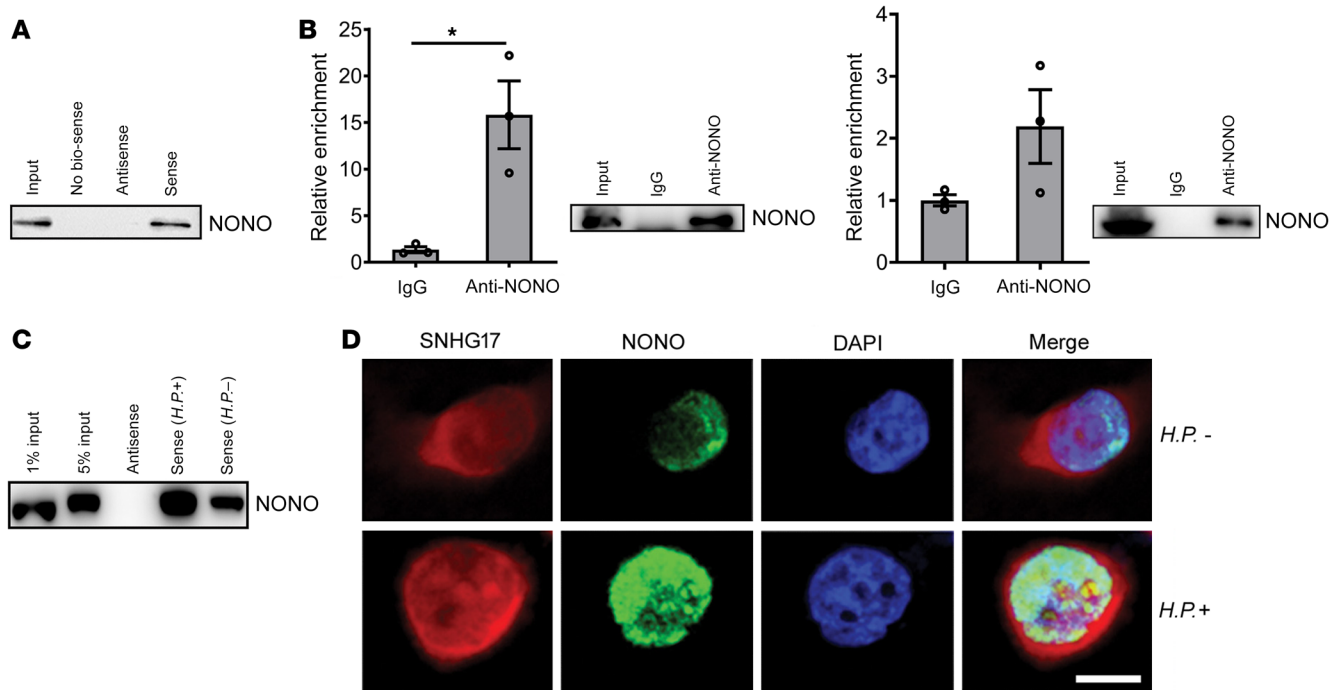 A
Input
No bio-sense
Antisense
Sense
NONO
B
Relative enrichment
25
20
15
10
5
0
*
IgG
Anti-NONO
Input
IgG
Anti-NONO
NONO
Relative enrichment
4
3
2
1
0
IgG
Anti-NONO
Input
IgG
Anti-NONO
NONO
C
1% input
5% input
Antisense
Sense (H.P.+)
Sense (H.P.–)
NONO
D
SNHG17
NONO
DAPI
Merge
H.P. -
H.P.+